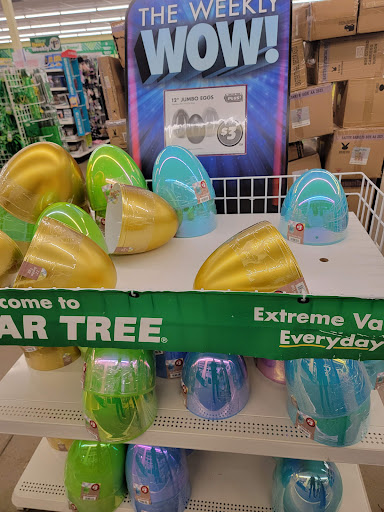 THE WEEKLY
WOW!
12" JUMBO EGGS
$3
come to
AR TREE
Extreme Va
Everyday